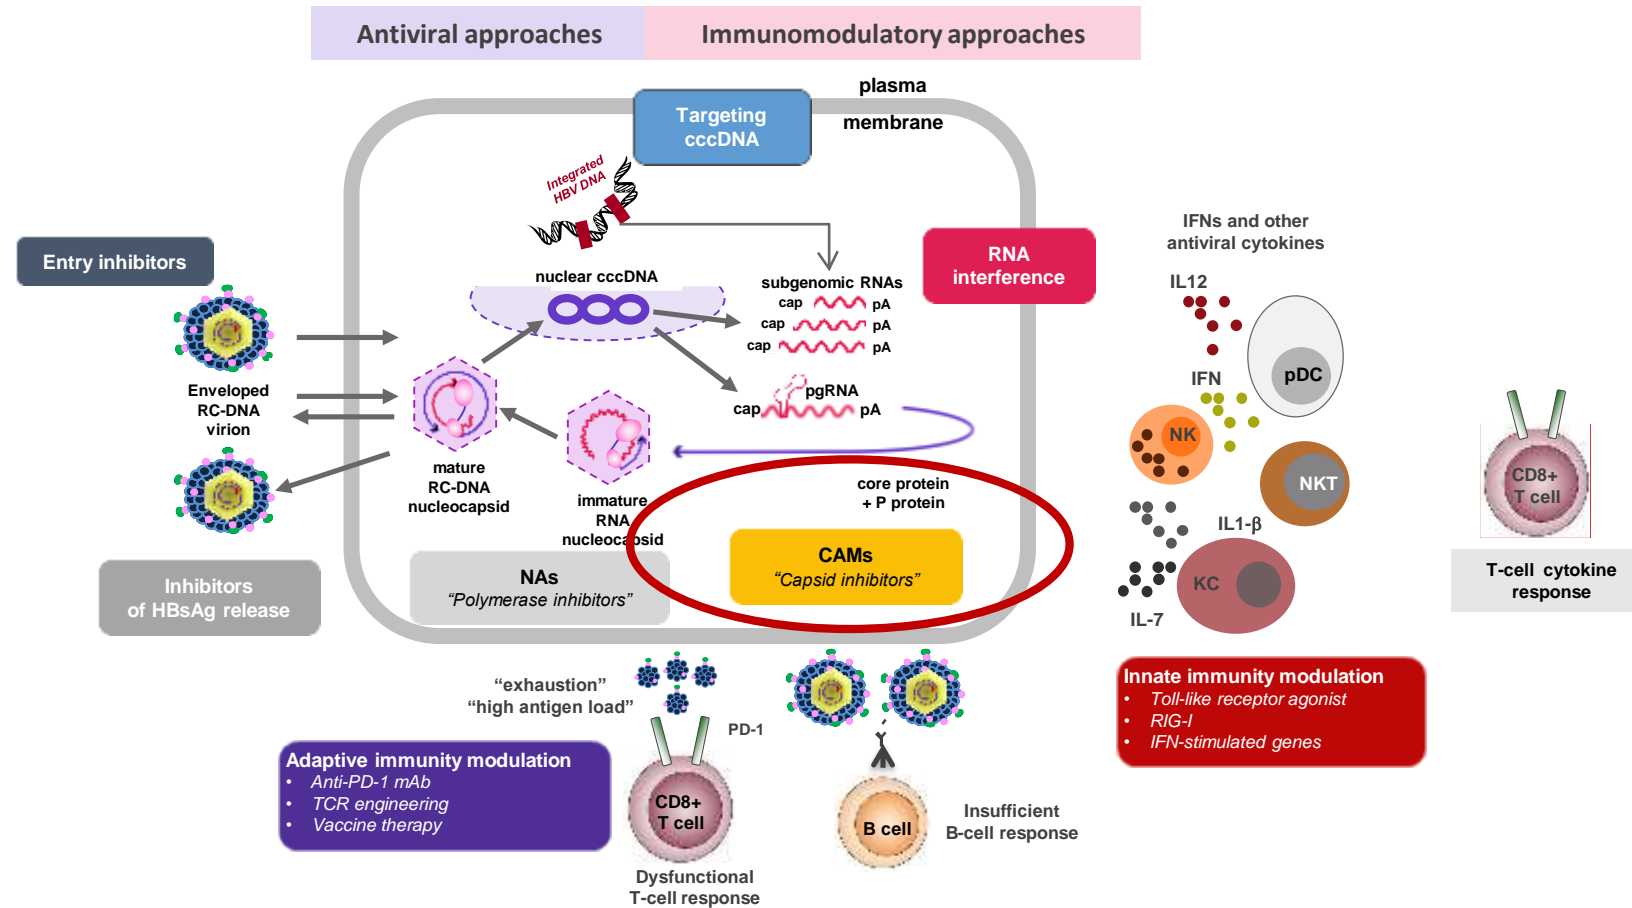 Antiviral approaches
Immunomodulatory approaches
plasma
membrane
Targeting
cccDNA
Integrated
HBV DNA
IFNs and other
antiviral cytokines
Entry inhibitors
RNA
interference
nuclear cccDNA
subgenomic RNAs
cap pA
cap pA
cap pA
IL12
pDC
IFN
pgRNA
cap pA
Enveloped
RC-DNA
virion
NK
NKT
CD8+
T cell
mature
RC-DNA
nucleocapsid
immature
RNA
nucleocapsid
core protein
+ P protein
IL1-β
KC
IL-7
CAMs
“Capsid inhibitors”
NAs
“Polymerase inhibitors”
Inhibitors
of HBsAg release
T-cell cytokine
response
“exhaustion”
“high antigen load”
PD-1
Innate immunity modulation
• Toll-like receptor agonist
• RIG-I
• IFN-stimulated genes
Adaptive immunity modulation
• Anti-PD-1 mAb
• TCR engineering
• Vaccine therapy
CD8+
T cell
B cell
Insufficient
B-cell response
Dysfunctional
T-cell response